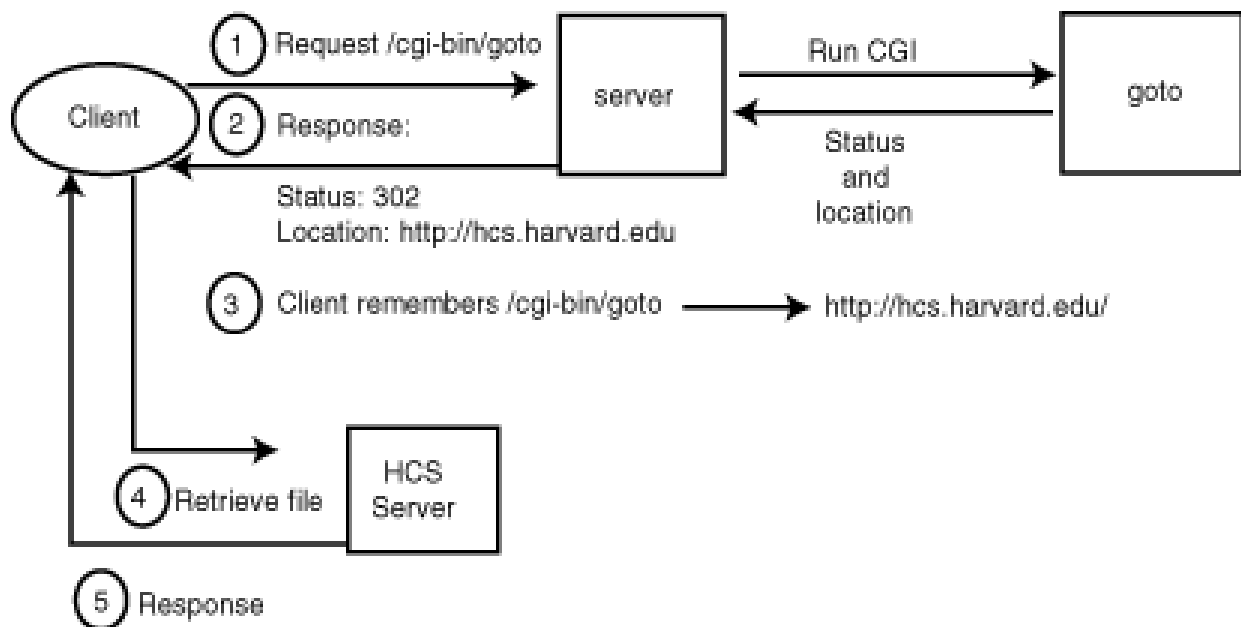 1 Request /cgi-bin/goto
Client
2 Response:
Status: 302
Location: http://hcs.harvard.edu
server
Run CGI
Status
and
location
goto
3 Client remembers /cgi-bin/goto http://hcs.harvard.edu/
4 Retrieve file
HCS
Server
5 Response